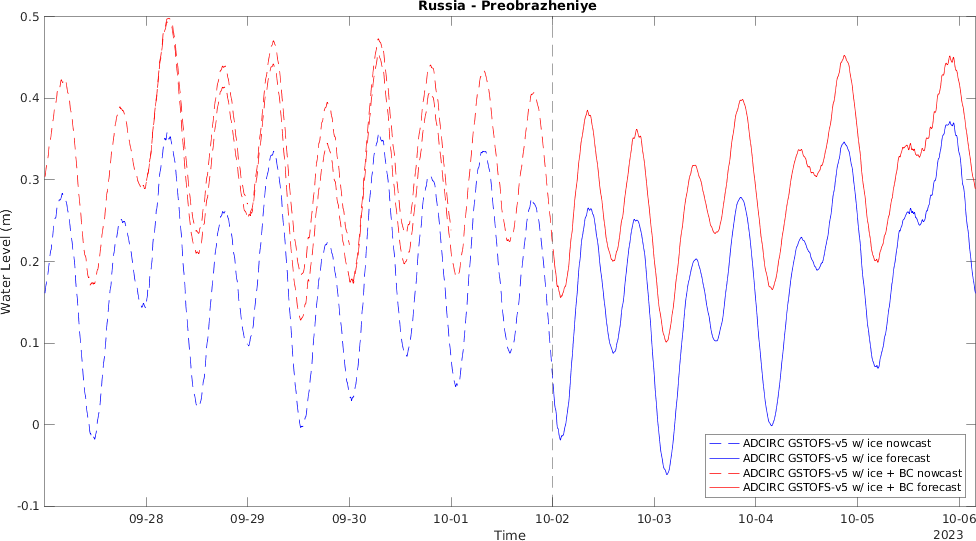 Russia - Preobrazheniye
0.5
0.4
0.3
0.2
0.1
0
-0.1
Water Level (m)
ADCIRC GSTOFS-v5 w/ ice nowcast
ADCIRC GSTOFS-v5 w/ ice forecast
ADCIRC GSTOFS-v5 w/ ice + BC nowcast
ADCIRC GSTOFS-v5 w/ ice + BC forecast
09-28 09-29 09-30 10-01 10-02 10-03 10-04 10-05 10-06
Time
2023